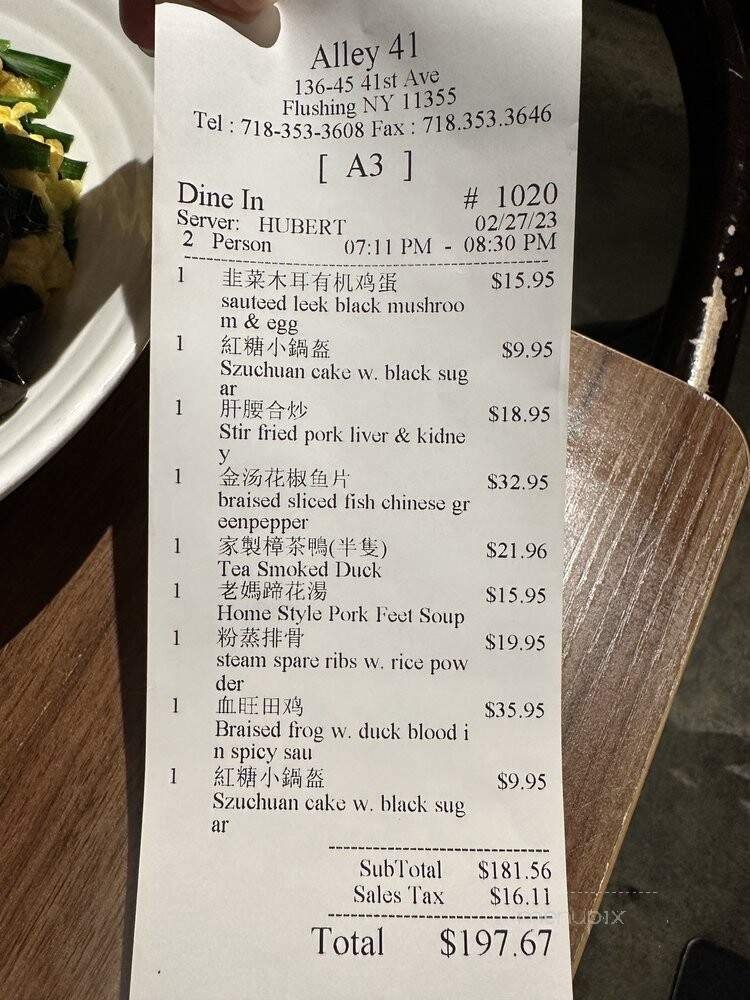 Alley 41
136-45 41st Ave
Flushing NY 11355
Tel : 718-353-3608 Fax : 718.353.3646
[ A3 ]
Dine In # 1020
Server: HUBERT 02/27/23
2 Person 07:11 PM - 08:30 PM
1 韭菜木耳有机鸡蛋 $15.95
sauteed leek black mushroo
m & egg
1 紅糖小鍋盔 $9.95
Szuchuan cake w. black sug
ar
1 肝腰合炒 $18.95
Stir fried pork liver & kidne
y
1 金汤花椒鱼片 $32.95
braised sliced fish chinese gr
eenpepper
1 家製樟茶鴨(半隻) $21.96
Tea Smoked Duck
1 老媽蹄花湯 $15.95
Home Style Pork Feet Soup
1 粉蒸排骨 $19.95
steam spare ribs w. rice pow
der
1 血旺田鸡 $35.95
Braised frog w. duck blood i
n spicy sau
1 紅糖小鍋盔 $9.95
Szuchuan cake w. black sug
ar
SubTotal $181.56
Sales Tax $16.11
Total $197.67
menupix